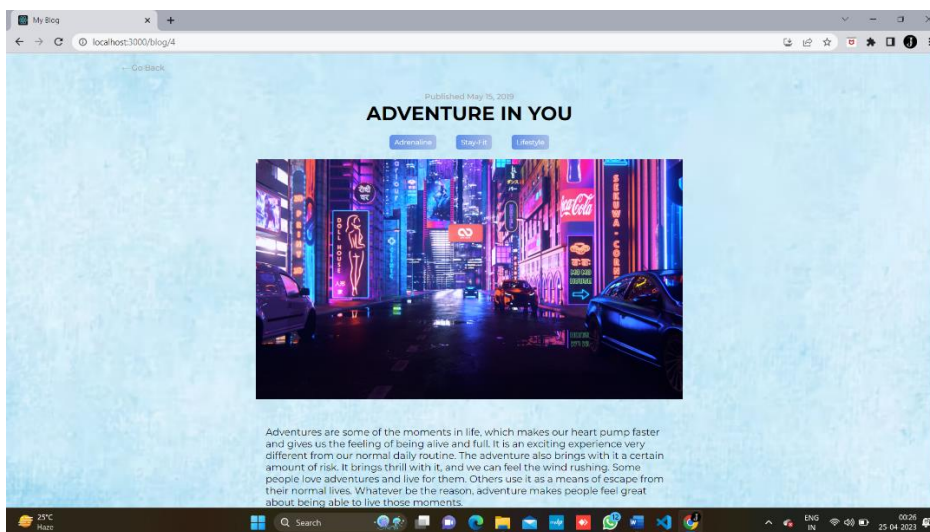 My Blog
localhost:3000/blog/4
← Go Back
Published May 15, 2019
ADVENTURE IN YOU
Adrenaline Stay-Fit Lifestyle
DOLL HOUSE
Coca-Cola
SEKUWA - CORN
Adventures are some of the moments in life, which makes our heart pump faster
and gives us the feeling of being alive and full. It is an exciting experience very
different from our normal daily routine. The adventure also brings with it a certain
amount of risk. It brings thrill with it, and we can feel the wind rushing. Some
people love adventures and live for them. Others use it as a means of escape from
their normal lives. Whatever be the reason, adventure makes people feel great
about being able to live those moments.
25°C
Haze
Search
ENG
IN
00:26
25-04-2023